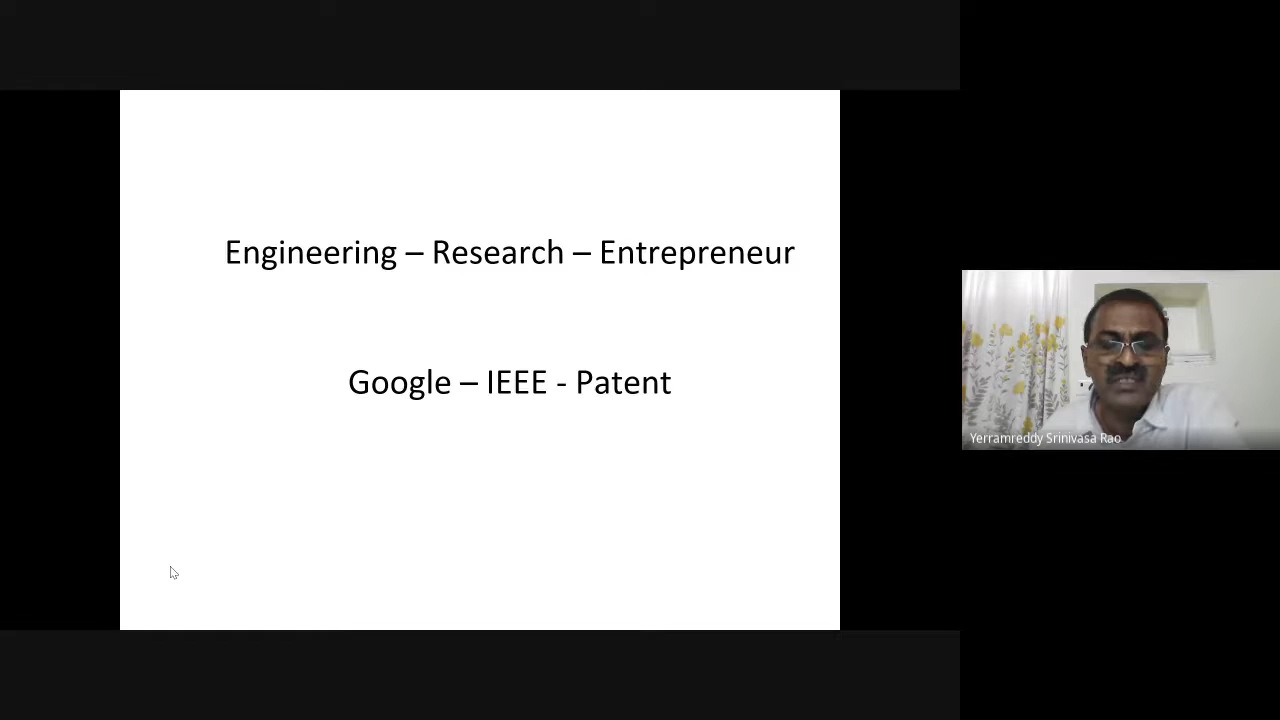 Engineering – Research – Entrepreneur
Google – IEEE - Patent
Yerramreddy Srinivasa Rao